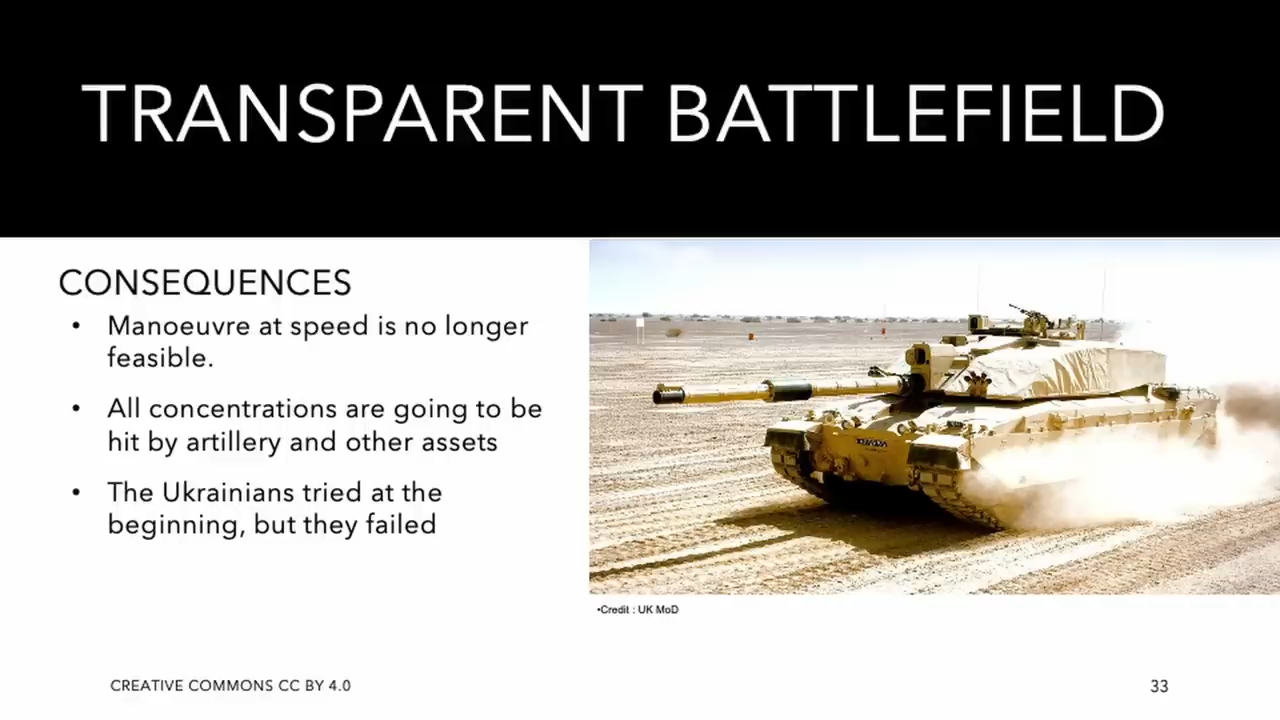 TRANSPARENT BATTLEFIELD
CONSEQUENCES
• Manoeuvre at speed is no longer
feasible.
• All concentrations are going to be
hit by artillery and other assets
• The Ukrainians tried at the
beginning, but they failed
•Credit : UK MoD
CREATIVE COMMONS CC BY 4.0
33